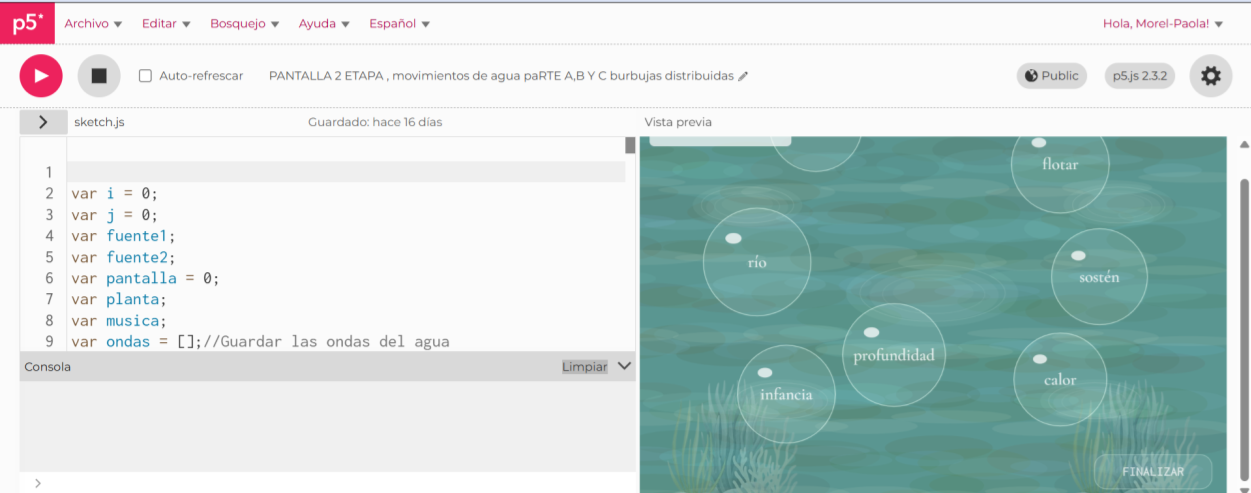 p5* Archivo Editar Bosquejo Ayuda Español Hola, Morel-Paola!
Auto-refrescar PANTALLA 2 ETAPA , movimientos de agua paRTE A,B Y C burbujas distribuidas Public p5.js 2.3.2
sketch.js Guardado: hace 16 días Vista previa
1
2 var i = 0;
3 var j = 0;
4 var fuente1;
5 var fuente2;
6 var pantalla = 0;
7 var planta;
8 var musica;
9 var ondas = [];//Guardar las ondas del agua
Consola Limpiar
>
flotar
río
sostén
profundidad
calor
infancia
FINALIZAR